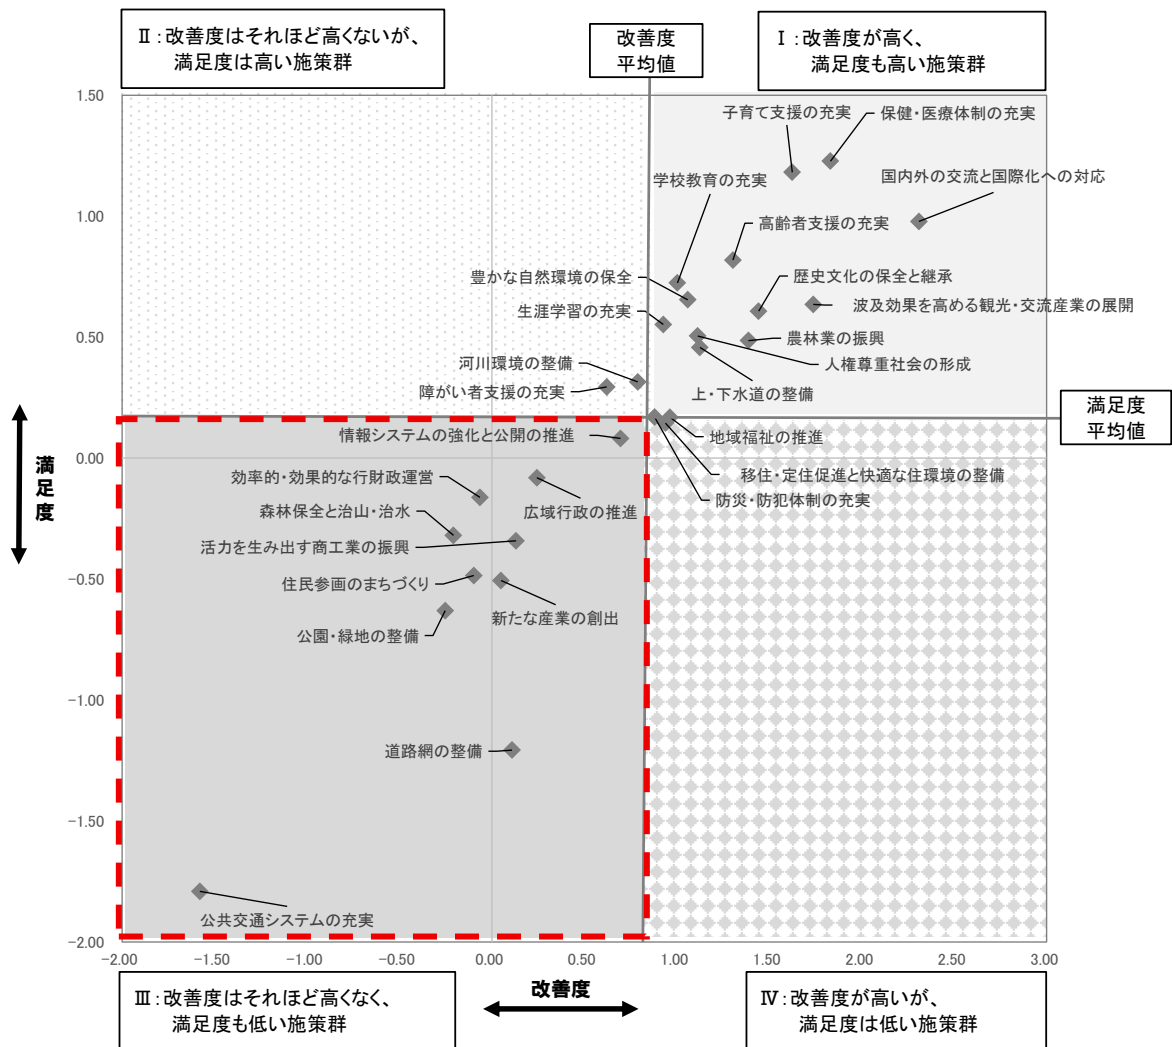 Ⅱ：改善度はそれほど高くないが、
満足度は高い施策群
改善度
平均値
Ⅰ：改善度が高く、
満足度も高い施策群
1.50
子育て支援の充実
保健・医療体制の充実
学校教育の充実
国内外の交流と国際化への対応
1.00
高齢者支援の充実
豊かな自然環境の保全
歴史文化の保全と継承
生涯学習の充実
波及効果を高める観光・交流産業の展開
0.50
農林業の振興
河川環境の整備
人権尊重社会の形成
障がい者支援の充実
上・下水道の整備
満足度
平均値
満足度
情報システムの強化と公開の推進
地域福祉の推進
0.00
効率的・効果的な行財政運営
移住・定住促進と快適な住環境の整備
防災・防犯体制の充実
森林保全と治山・治水
広域行政の推進
活力を生み出す商工業の振興
-0.50
住民参画のまちづくり
新たな産業の創出
公園・緑地の整備
-1.00
道路網の整備
-1.50
公共交通システムの充実
-2.00
-2.00 -1.50 -1.00 -0.50 0.00 0.50 1.00 1.50 2.00 2.50 3.00
Ⅲ：改善度はそれほど高くなく、
満足度も低い施策群
改善度
Ⅳ：改善度が高いが、
満足度は低い施策群